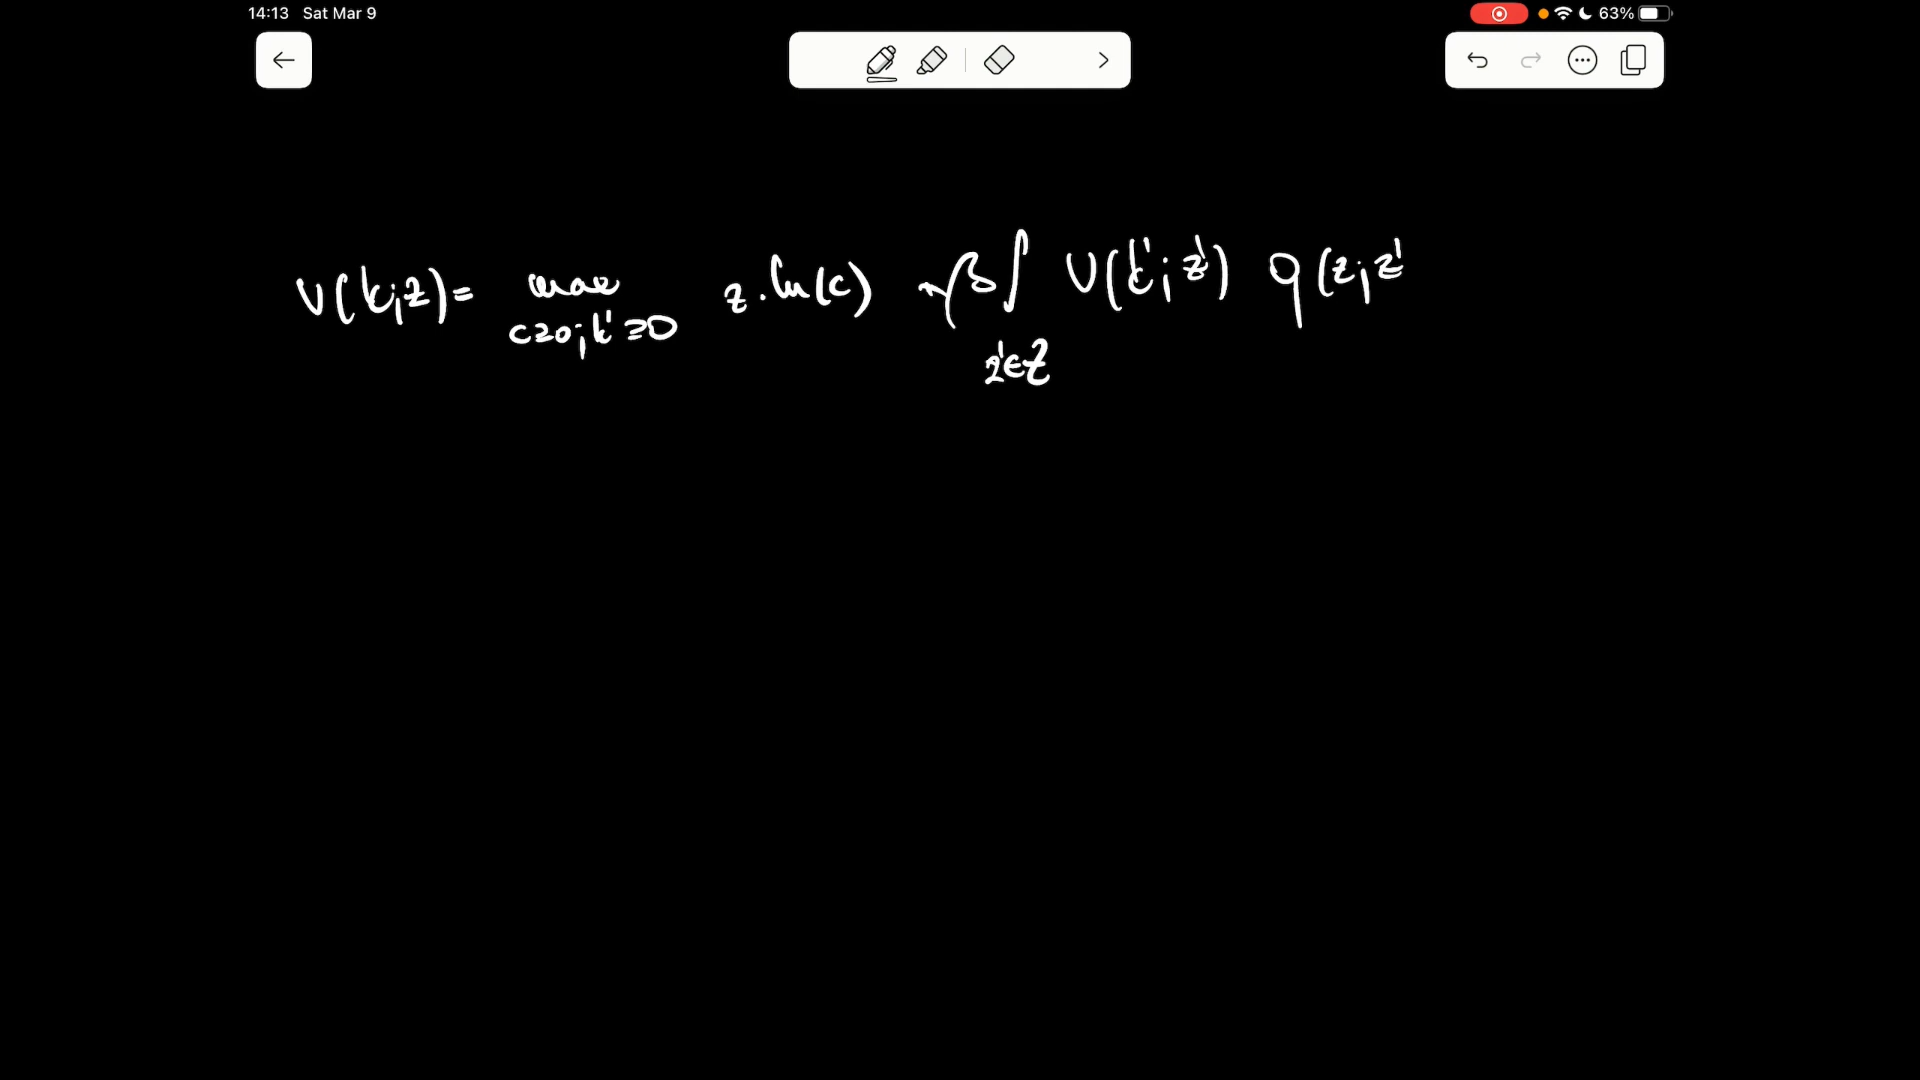 14:13 Sat Mar 9 63%
V(k;z) = max z.ln(c) + β∫ V(k';z') q(z;z'
c≥0;k'≥0 z'∈Z